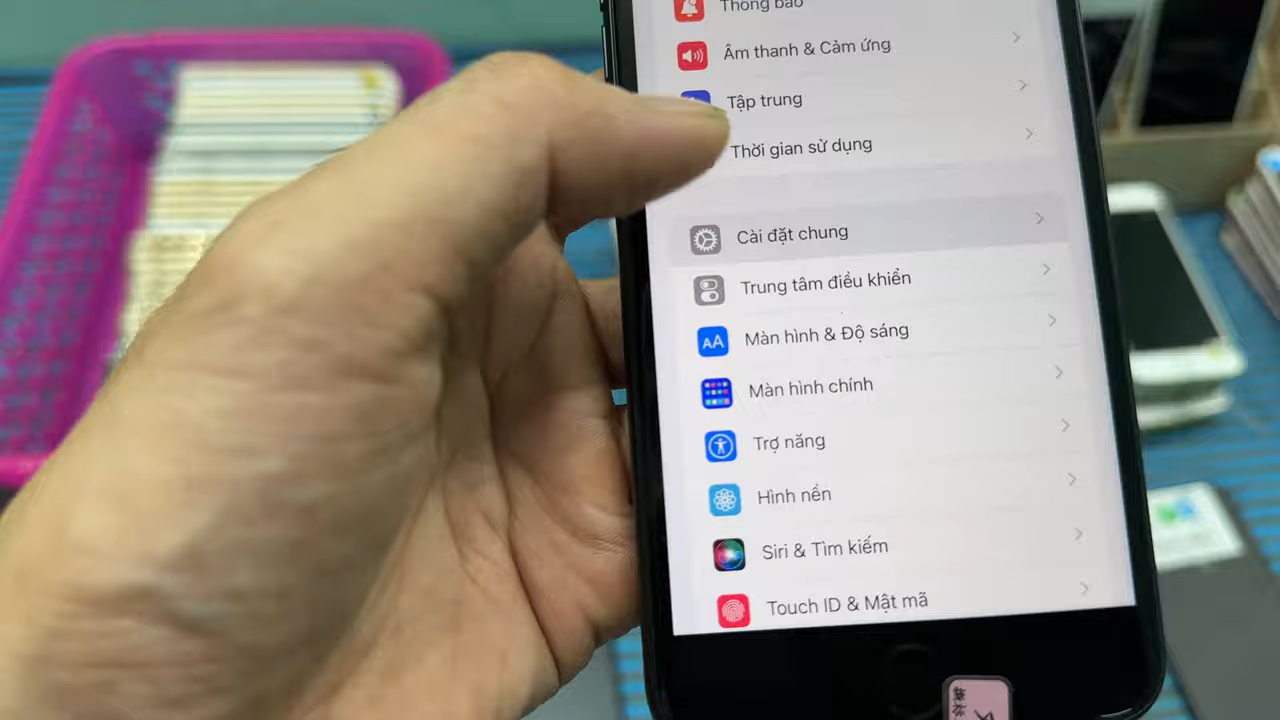 Thông báo
Âm thanh & Cảm ứng
Tập trung
Thời gian sử dụng
Cài đặt chung
Trung tâm điều khiển
AA
Màn hình & Độ sáng
Màn hình chính
Trợ năng
Hình nền
Siri & Tìm kiếm
Touch ID & Mật mã